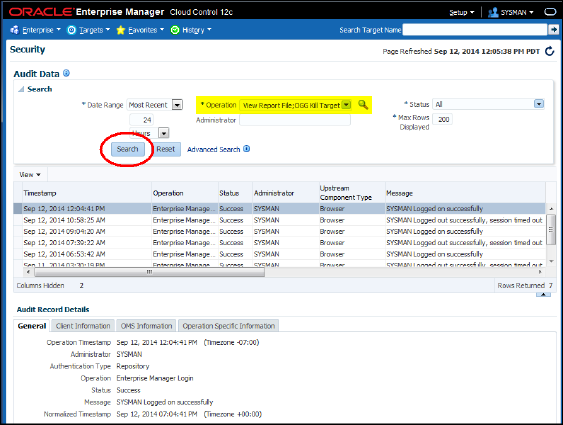 ORACLE Enterprise Manager Cloud Control 12c
Setup SYSMAN
Enterprise Targets Favorites History Search Target Name
Security
Page Refreshed Sep 12, 2014 12:05:38 PM PDT
Audit Data
Search
* Date Range Most Recent
24
Hours
* Operation View Report File;OGG Kill Target
Administrator
* Status All
* Max Rows Displayed 200
Search Reset Advanced Search
View
Timestamp Operation Status Administrator Upstream Component Type Message
Sep 12, 2014 12:04:41 PM Enterprise Manage... Success SYSMAN Browser SYSMAN Logged on successfully
Sep 12, 2014 10:58:25 AM Enterprise Manage... Success SYSMAN Browser SYSMAN Logged out successfully, session timed out
Sep 12, 2014 09:04:20 AM Enterprise Manage... Success SYSMAN Browser SYSMAN Logged on successfully
Sep 12, 2014 07:39:22 AM Enterprise Manage... Success SYSMAN Browser SYSMAN Logged out successfully, session timed out
Sep 12, 2014 06:53:42 AM Enterprise Manage... Success SYSMAN Browser SYSMAN Logged on successfully
Sep 11, 2014 03:30:19 PM Enterprise Manage... Success SYSMAN Browser SYSMAN Logged out successfully, session timed out
Columns Hidden 2 Rows Returned 7
Audit Record Details
General Client Information OMS Information Operation Specific Information
Operation Timestamp Sep 12, 2014 12:04:41 PM (Timezone -07:00)
Administrator SYSMAN
Authentication Type Repository
Operation Enterprise Manager Login
Status Success
Message SYSMAN Logged on successfully
Normalized Timestamp Sep 12, 2014 07:04:41 PM (Timezone +00:00)